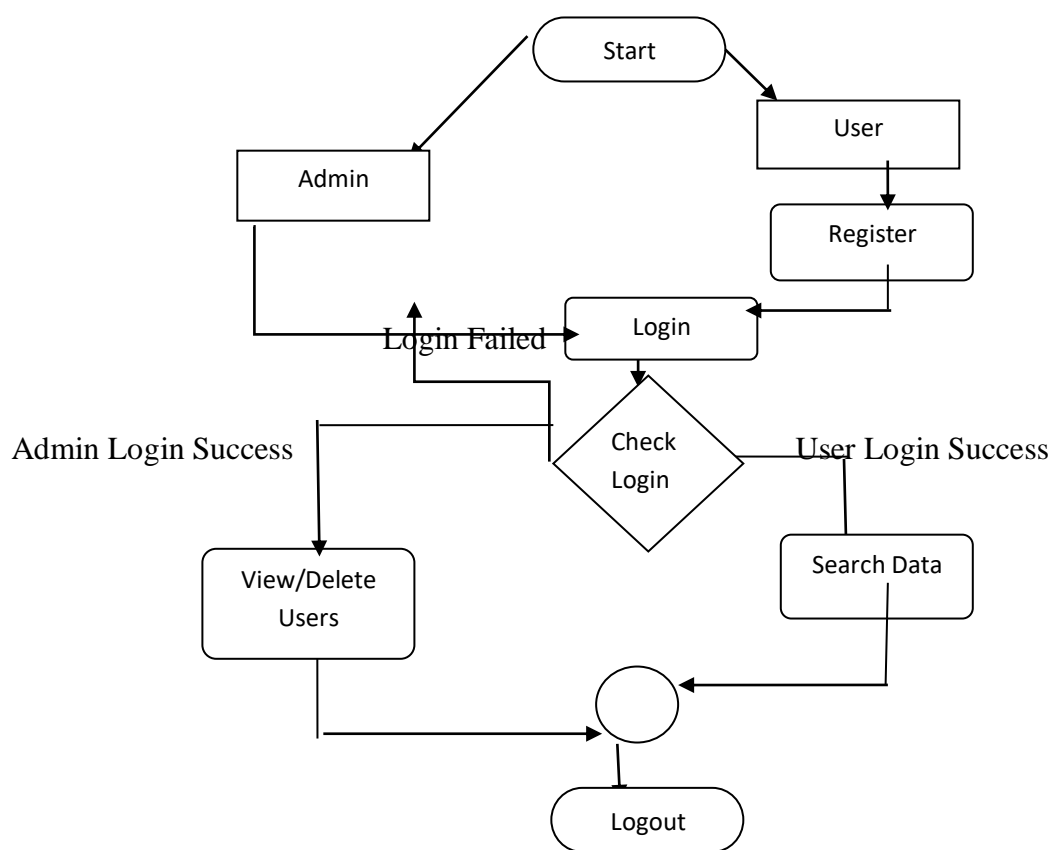 Start
User
Admin
Register
Login
Login Failed
Check
Login
Admin Login Success
User Login Success
View/Delete
Users
Search Data
Logout